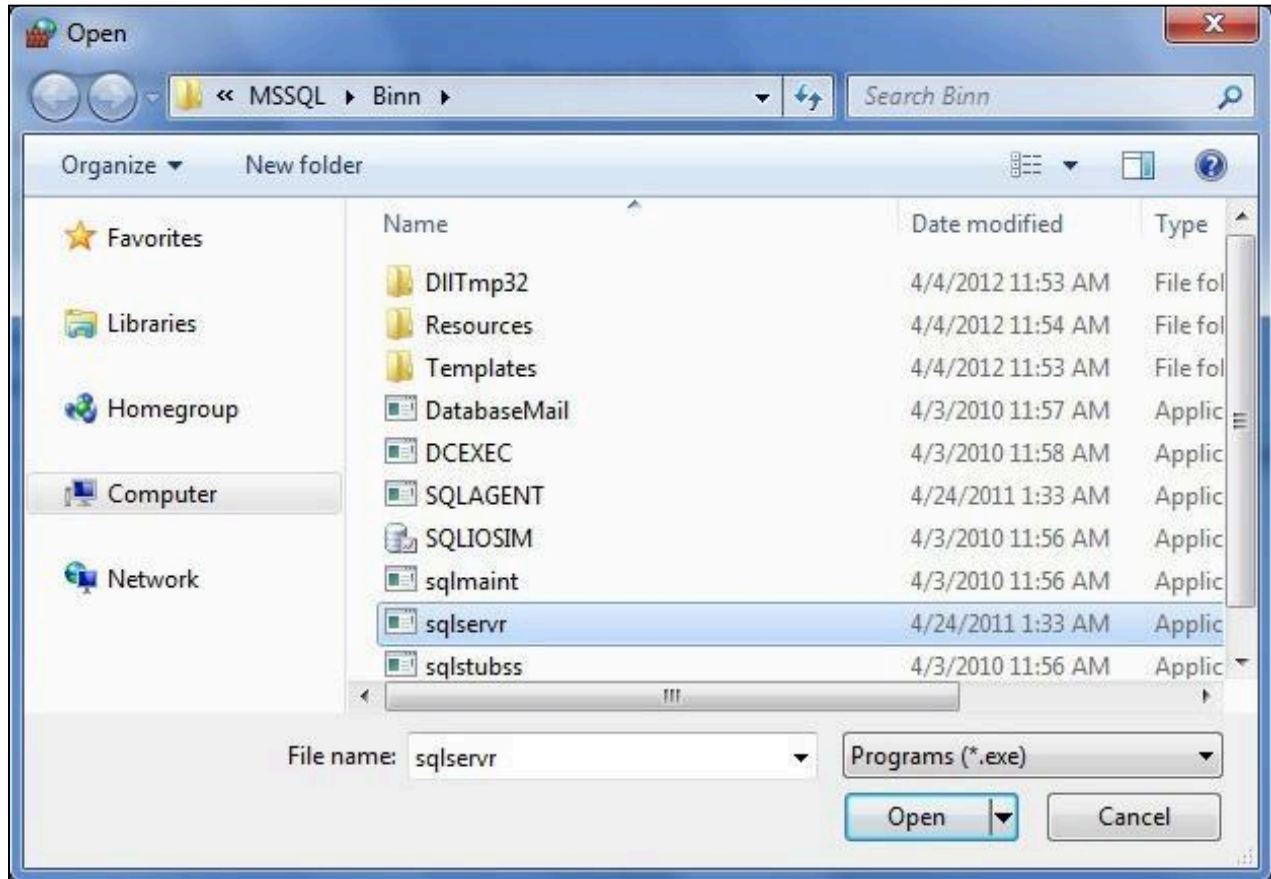 Open
« MSSQL ▸ Binn ▸
Search Binn
Organize
New folder
Favorites
Libraries
Homegroup
Computer
Network
Name Date modified Type
DllTmp32 4/4/2012 11:53 AM File fol
Resources 4/4/2012 11:54 AM File fol
Templates 4/4/2012 11:53 AM File fol
DatabaseMail 4/3/2010 11:57 AM Applic
DCEXEC 4/3/2010 11:58 AM Applic
SQLAGENT 4/24/2011 1:33 AM Applic
SQLIOSIM 4/3/2010 11:56 AM Applic
sqlmaint 4/3/2010 11:56 AM Applic
sqlservr 4/24/2011 1:33 AM Applic
sqlstubss 4/3/2010 11:56 AM Applic
File name: sqlservr Programs (*.exe)
Open Cancel